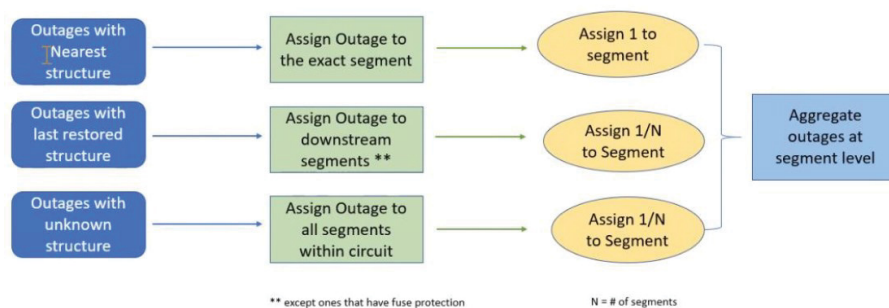 Outages with
Nearest
structure
Assign Outage to
the exact segment
Assign 1 to
segment
Outages with
last restored
structure
Assign Outage to
downstream
segments **
Assign 1/N
to Segment
Aggregate
outages at
segment level
Outages with
unknown
structure
Assign Outage to
all segments
within circuit
Assign 1/N
to Segment
** except ones that have fuse protection
N = # of segments